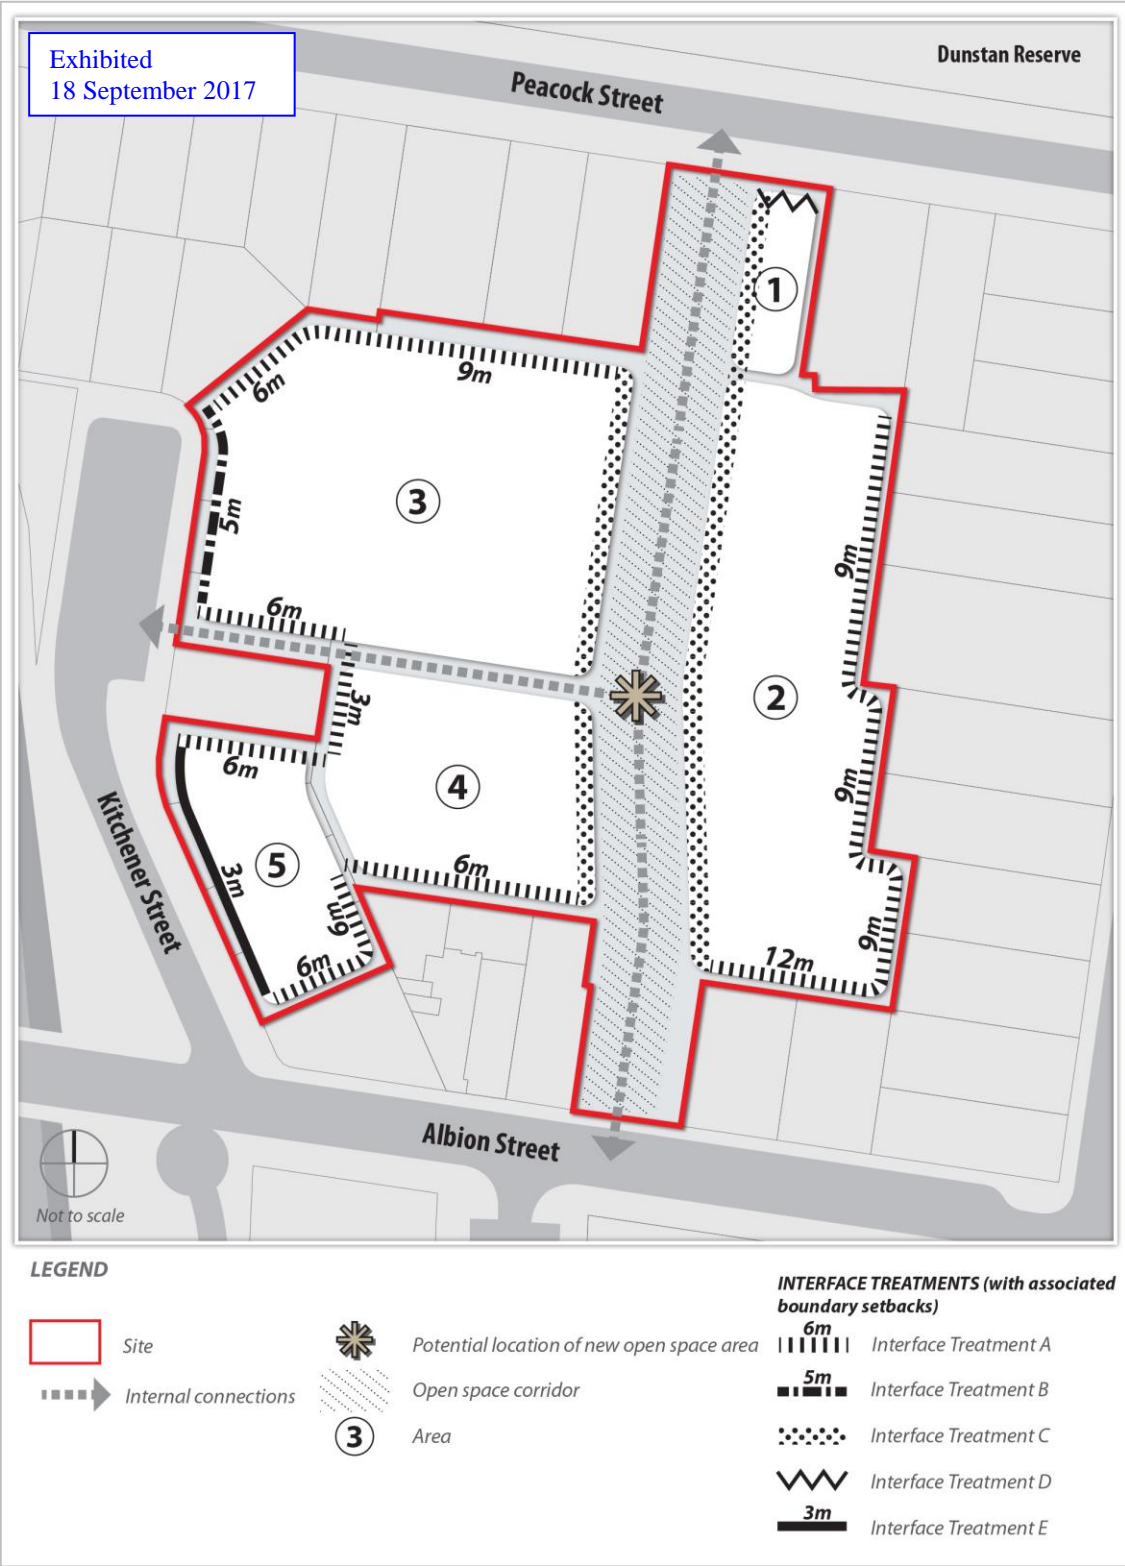 Exhibited
18 September 2017
Dunstan Reserve
Peacock Street
1
9m
6m
3
5m
9m
6m
2
3m
6m
4
9m
Kitchener Street
5
3m
6m
6m
9m
6m
12m
Albion Street
Not to scale
LEGEND
Site
Internal connections
Potential location of new open space area
Open space corridor
3
Area
INTERFACE TREATMENTS (with associated
boundary setbacks)
6m
Interface Treatment A
5m
Interface Treatment B
Interface Treatment C
Interface Treatment D
3m
Interface Treatment E